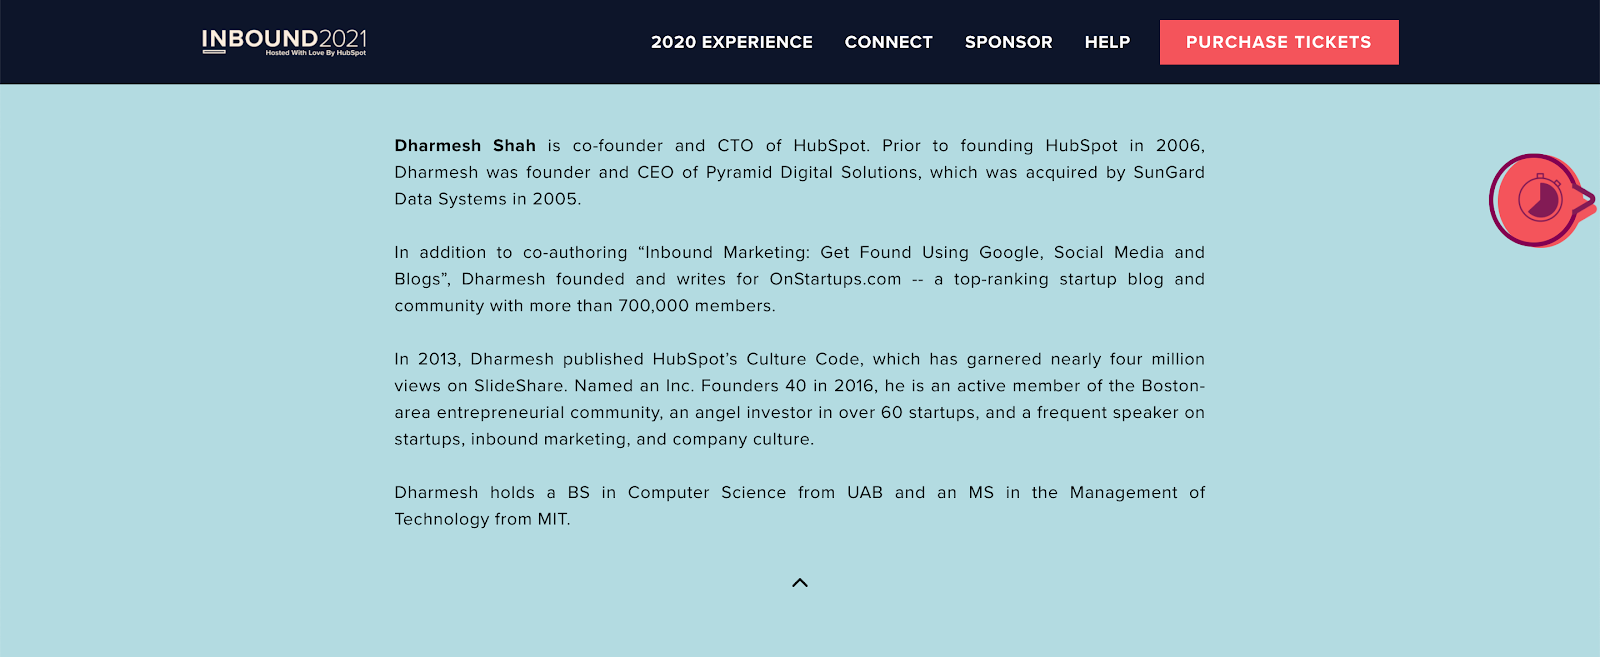 INBOUND2021
Hosted With Love By HubSpot
2020 EXPERIENCE CONNECT SPONSOR HELP PURCHASE TICKETS
Dharmesh Shah is co-founder and CTO of HubSpot. Prior to founding HubSpot in 2006,
Dharmesh was founder and CEO of Pyramid Digital Solutions, which was acquired by SunGard
Data Systems in 2005.
In addition to co-authoring “Inbound Marketing: Get Found Using Google, Social Media and
Blogs”, Dharmesh founded and writes for OnStartups.com -- a top-ranking startup blog and
community with more than 700,000 members.
In 2013, Dharmesh published HubSpot’s Culture Code, which has garnered nearly four million
views on SlideShare. Named an Inc. Founders 40 in 2016, he is an active member of the Boston-
area entrepreneurial community, an angel investor in over 60 startups, and a frequent speaker on
startups, inbound marketing, and company culture.
Dharmesh holds a BS in Computer Science from UAB and an MS in the Management of
Technology from MIT.